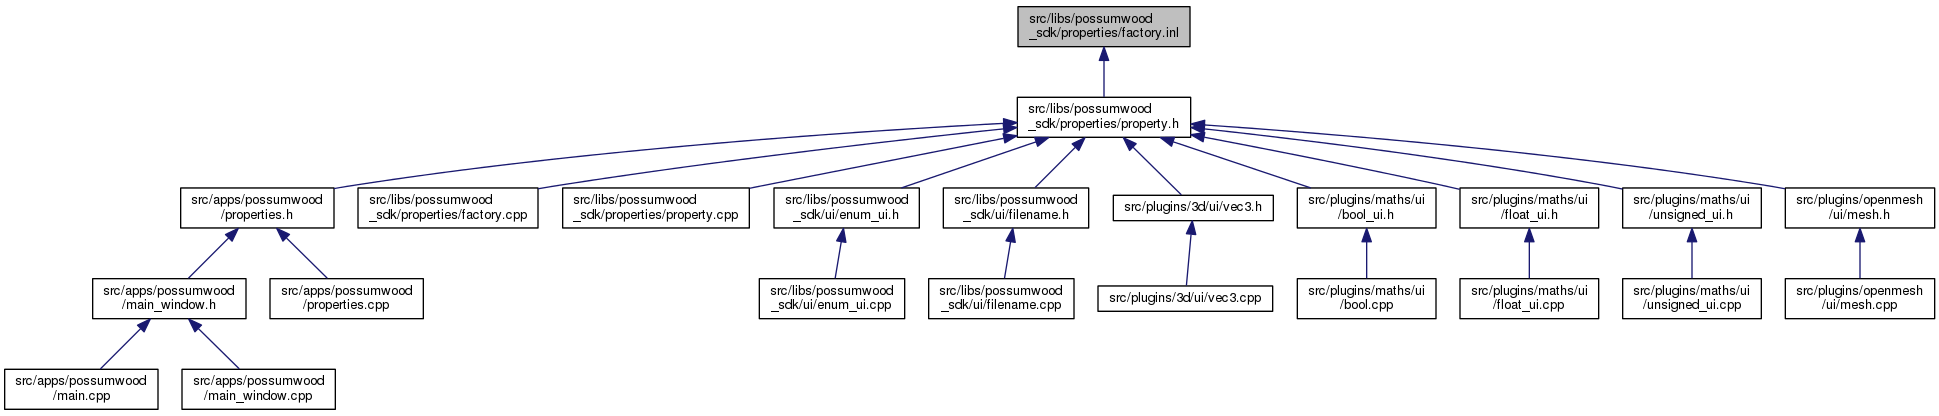 src/libs/possumwood
_sdk/properties/factory.inl
src/libs/possumwood
_sdk/properties/property.h
src/apps/possumwood
/properties.h
src/libs/possumwood
_sdk/properties/factory.cpp
src/libs/possumwood
_sdk/properties/property.cpp
src/libs/possumwood
_sdk/ui/enum_ui.h
src/libs/possumwood
_sdk/ui/filename.h
src/plugins/3d/ui/vec3.h
src/plugins/maths/ui
/bool_ui.h
src/plugins/maths/ui
/float_ui.h
src/plugins/maths/ui
/unsigned_ui.h
src/plugins/openmesh
/ui/mesh.h
src/apps/possumwood
/main_window.h
src/apps/possumwood
/properties.cpp
src/libs/possumwood
_sdk/ui/enum_ui.cpp
src/libs/possumwood
_sdk/ui/filename.cpp
src/plugins/3d/ui/vec3.cpp
src/plugins/maths/ui
/bool.cpp
src/plugins/maths/ui
/float_ui.cpp
src/plugins/maths/ui
/unsigned_ui.cpp
src/plugins/openmesh
/ui/mesh.cpp
src/apps/possumwood
/main.cpp
src/apps/possumwood
/main_window.cpp